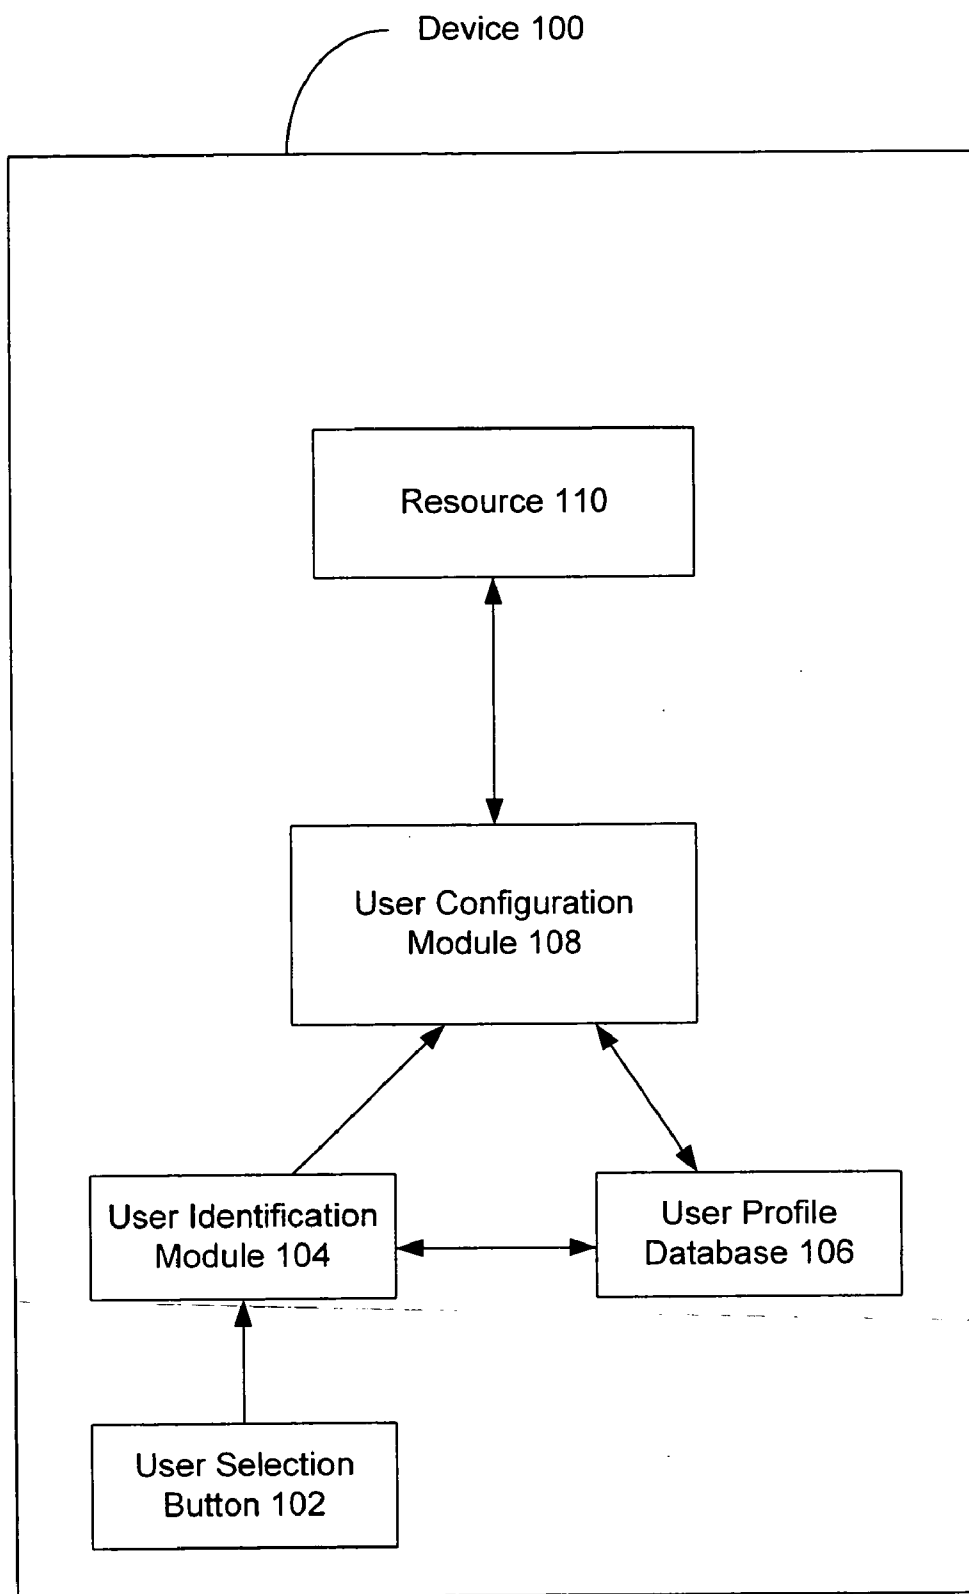 Device 100
Resource 110
User Configuration
Module 108
User Identification
Module 104
User Profile
Database 106
User Selection
Button 102